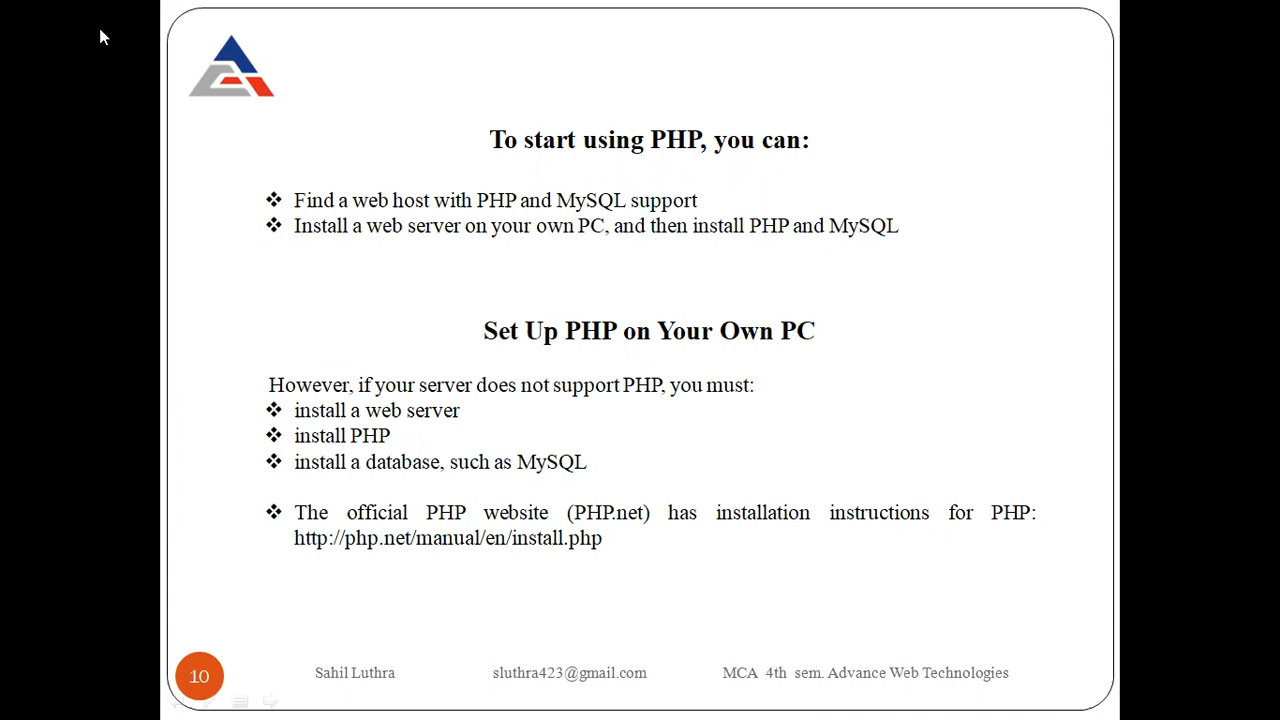 To start using PHP, you can:
❖ Find a web host with PHP and MySQL support
❖ Install a web server on your own PC, and then install PHP and MySQL
Set Up PHP on Your Own PC
However, if your server does not support PHP, you must:
❖ install a web server
❖ install PHP
❖ install a database, such as MySQL
❖ The official PHP website (PHP.net) has installation instructions for PHP:
http://php.net/manual/en/install.php
10 Sahil Luthra sluthra423@gmail.com MCA 4th sem. Advance Web Technologies